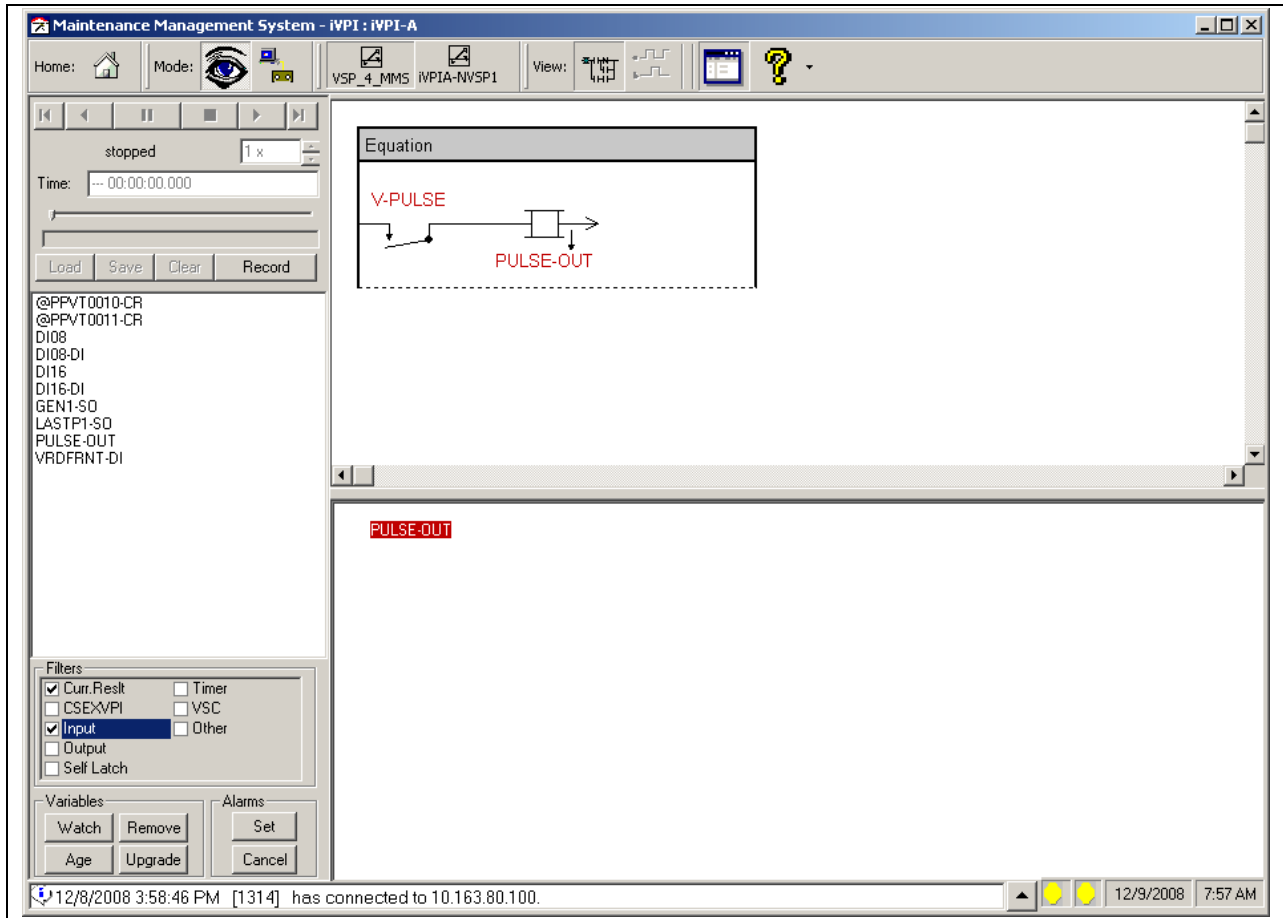 Maintenance Management System - iVPI : iVPI-A
Home: Mode: VSP_4_MMS iVPIA-NVSP1 View:
stopped 1 x
Time: --- 00:00:00.000
Load Save Clear Record
@PPVT0010-CR
@PPVT0011-CR
DI08
DI08-DI
DI16
DI16-DI
GEN1-SO
LASTP1-SO
PULSE-OUT
VRDFRNT-DI
Filters
Curr.Reslt Timer
CSEXVPI VSC
Input Other
Output
Self Latch
Variables Alarms
Watch Remove Set
Age Upgrade Cancel
Equation
V-PULSE
PULSE-OUT
PULSE-OUT
12/8/2008 3:58:46 PM [1314] has connected to 10.163.80.100.
12/9/2008 7:57 AM